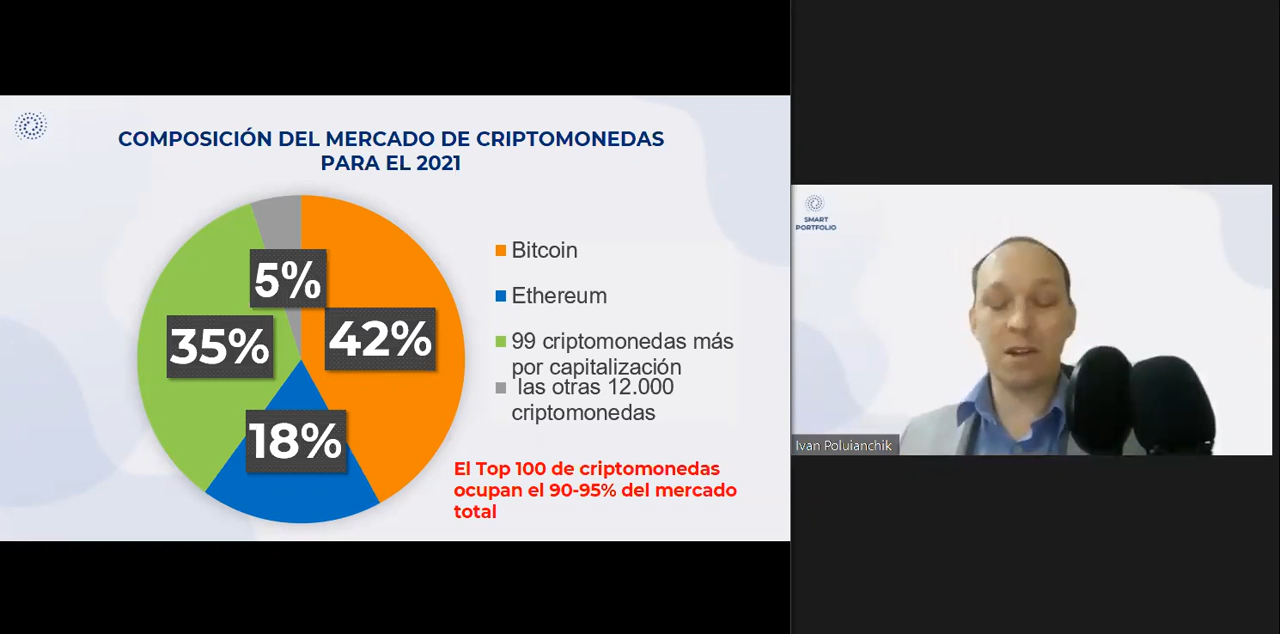 COMPOSICIÓN DEL MERCADO DE CRIPTOMONEDAS
PARA EL 2021
5%
35%
42%
18%
Bitcoin
Ethereum
99 criptomonedas más
por capitalización
las otras 12.000
criptomonedas
El Top 100 de criptomonedas
ocupan el 90-95% del mercado
total
SMART
PORTFOLIO
Ivan Poluianchik